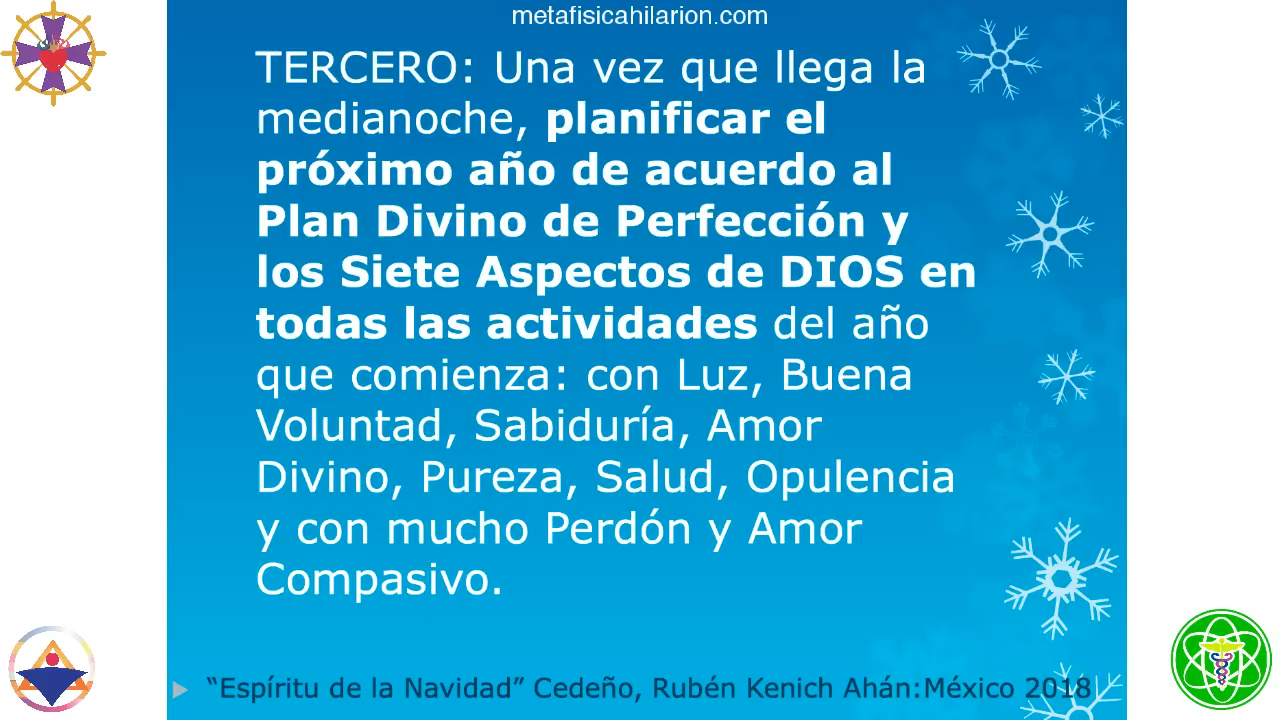 metafisicahilarion.com
TERCERO: Una vez que llega la
medianoche, planificar el
próximo año de acuerdo al
Plan Divino de Perfección y
los Siete Aspectos de DIOS en
todas las actividades del año
que comienza: con Luz, Buena
Voluntad, Sabiduría, Amor
Divino, Pureza, Salud, Opulencia
y con mucho Perdón y Amor
Compasivo.
“Espíritu de la Navidad” Cedeño, Rubén Kenich Ahán:México 2018